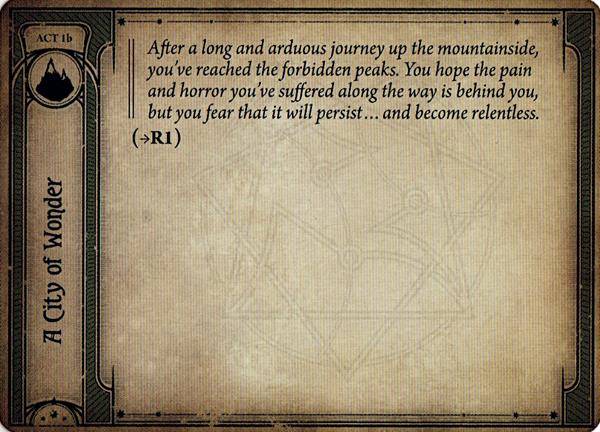 ACT 1b
A City of Wonder
After a long and arduous journey up the mountainside,
you've reached the forbidden peaks. You hope the pain
and horror you've suffered along the way is behind you,
but you fear that it will persist… and become relentless.
(→R1)